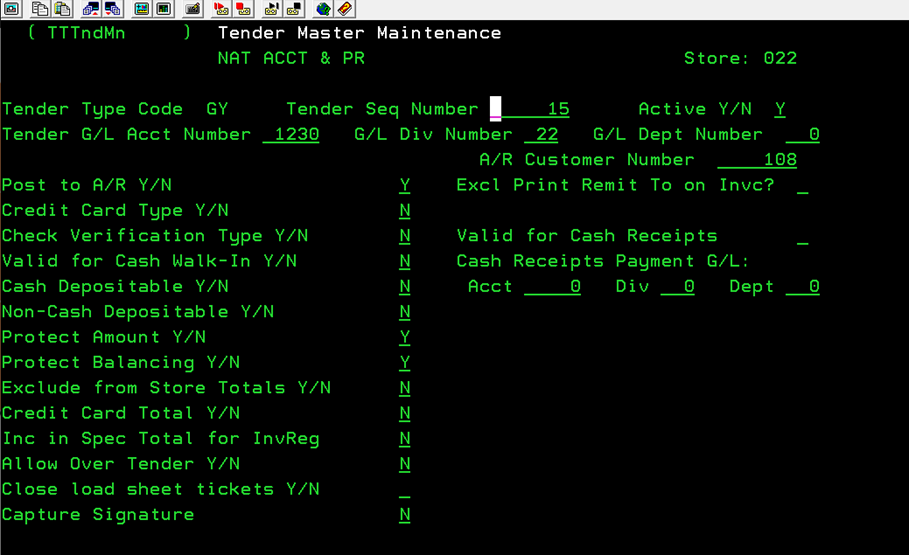 ( TTTndMn ) Tender Master Maintenance
NAT ACCT & PR Store: 022
Tender Type Code GY Tender Seq Number 15 Active Y/N Y
Tender G/L Acct Number 1230 G/L Div Number 22 G/L Dept Number 0
A/R Customer Number 108
Post to A/R Y/N Y Excl Print Remit To on Invc? _
Credit Card Type Y/N N
Check Verification Type Y/N N Valid for Cash Receipts _
Valid for Cash Walk-In Y/N N Cash Receipts Payment G/L:
Cash Depositable Y/N N Acct 0 Div 0 Dept 0
Non-Cash Depositable Y/N N
Protect Amount Y/N Y
Protect Balancing Y/N Y
Exclude from Store Totals Y/N N
Credit Card Total Y/N N
Inc in Spec Total for InvReg N
Allow Over Tender Y/N N
Close load sheet tickets Y/N _
Capture Signature N